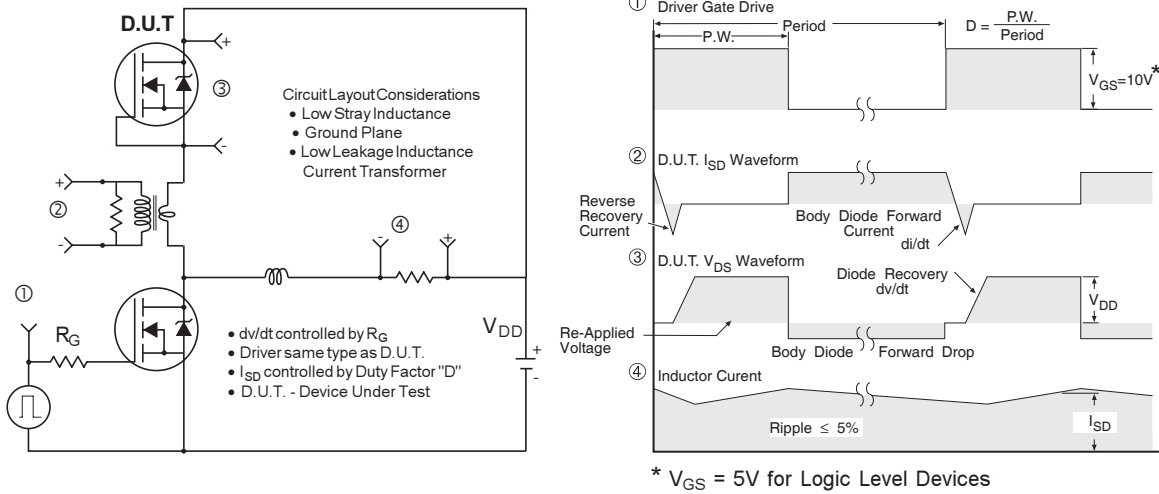 D.U.T
+
③
-
Circuit Layout Considerations
• Low Stray Inductance
• Ground Plane
• Low Leakage Inductance
Current Transformer
+
②
-
④
- +
①
R_G
V_DD
+
-
• dv/dt controlled by R_G
• Driver same type as D.U.T.
• I_SD controlled by Duty Factor "D"
• D.U.T. - Device Under Test
① Driver Gate Drive
P.W.
Period
D = P.W. / Period
V_GS=10V*
② D.U.T. I_SD Waveform
Reverse
Recovery
Current
Body Diode Forward
Current
di/dt
③ D.U.T. V_DS Waveform
Diode Recovery
dv/dt
V_DD
Re-Applied
Voltage
Body Diode Forward Drop
④ Inductor Curent
I_SD
Ripple ≤ 5%
* V_GS = 5V for Logic Level Devices